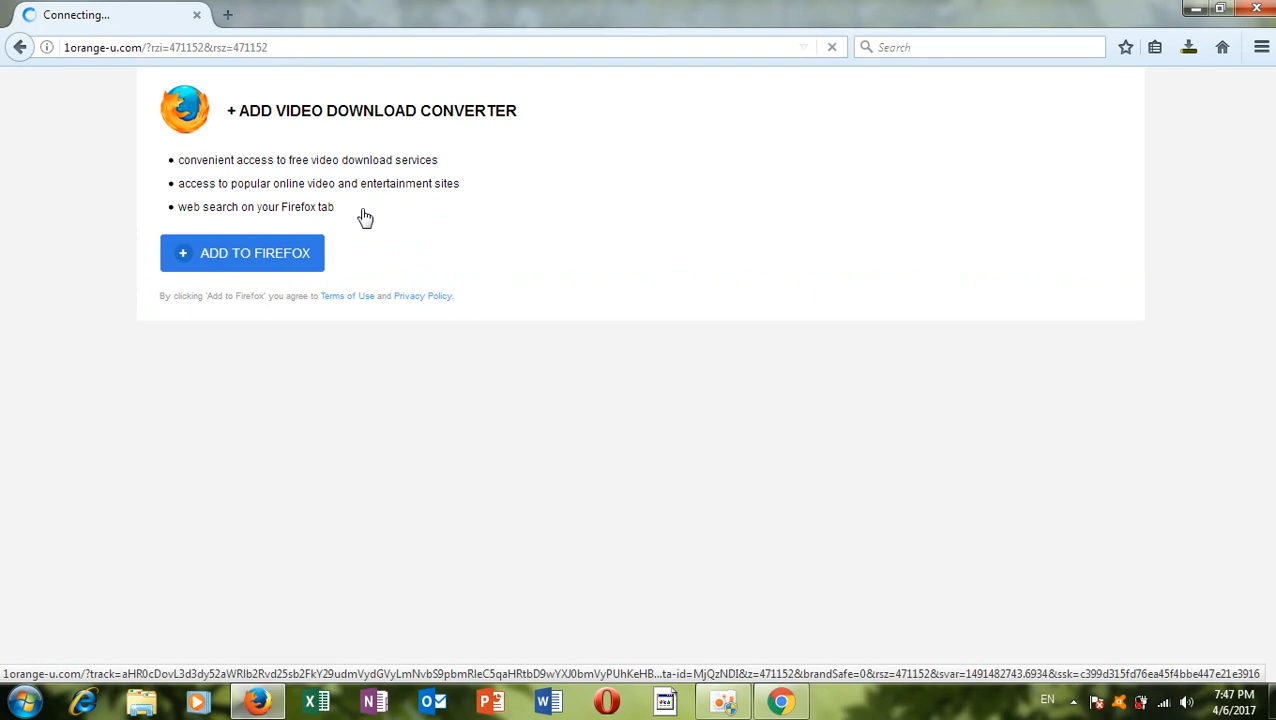 Connecting...
1orange-u.com/?rzi=471152&rsz=471152
Search
+ ADD VIDEO DOWNLOAD CONVERTER
convenient access to free video download services
access to popular online video and entertainment sites
web search on your Firefox tab
+ ADD TO FIREFOX
By clicking 'Add to Firefox' you agree to Terms of Use and Privacy Policy.
EN
7:47 PM
4/6/2017